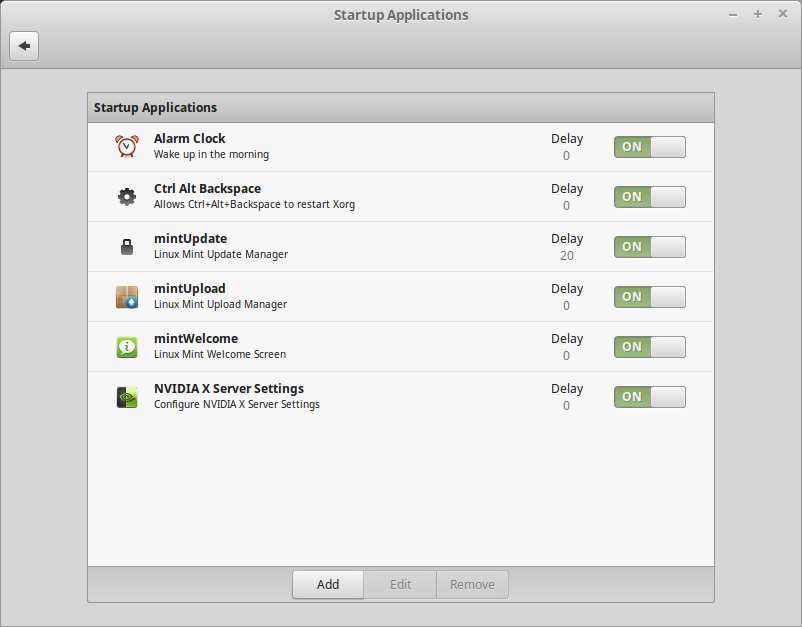 Startup Applications
Startup Applications
Alarm Clock
Wake up in the morning
Delay
0
ON
Ctrl Alt Backspace
Allows Ctrl+Alt+Backspace to restart Xorg
Delay
0
ON
mintUpdate
Linux Mint Update Manager
Delay
20
ON
mintUpload
Linux Mint Upload Manager
Delay
0
ON
mintWelcome
Linux Mint Welcome Screen
Delay
0
ON
NVIDIA X Server Settings
Configure NVIDIA X Server Settings
Delay
0
ON
Add
Edit
Remove